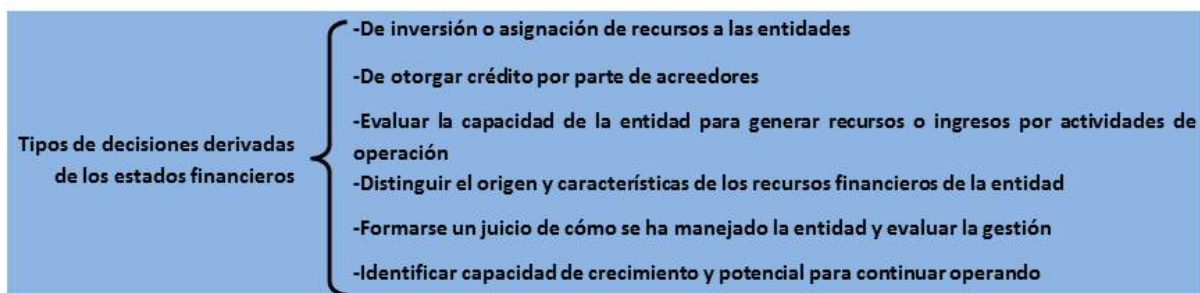 Tipos de decisiones derivadas
de los estados financieros
-De inversión o asignación de recursos a las entidades
-De otorgar crédito por parte de acreedores
-Evaluar la capacidad de la entidad para generar recursos o ingresos por actividades de
operación
-Distinguir el origen y características de los recursos financieros de la entidad
-Formarse un juicio de cómo se ha manejado la entidad y evaluar la gestión
-Identificar capacidad de crecimiento y potencial para continuar operando